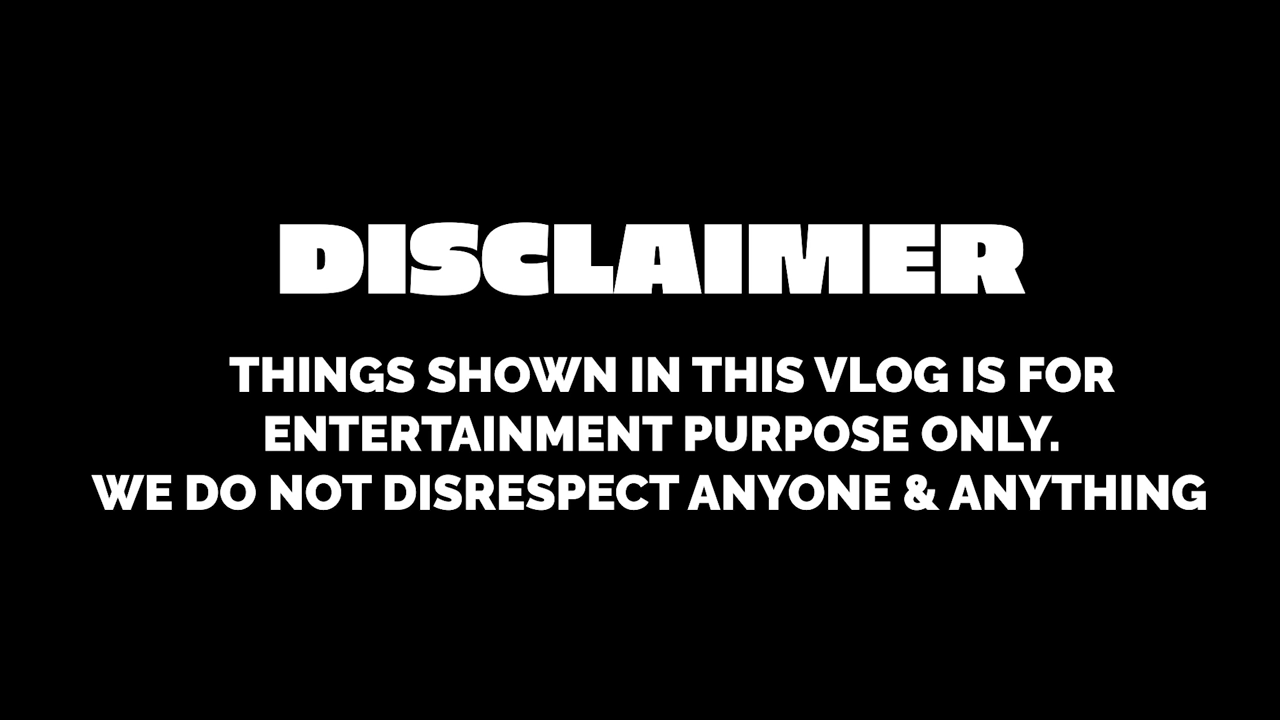 DISCLAIMER
THINGS SHOWN IN THIS VLOG IS FOR
ENTERTAINMENT PURPOSE ONLY.
WE DO NOT DISRESPECT ANYONE & ANYTHING